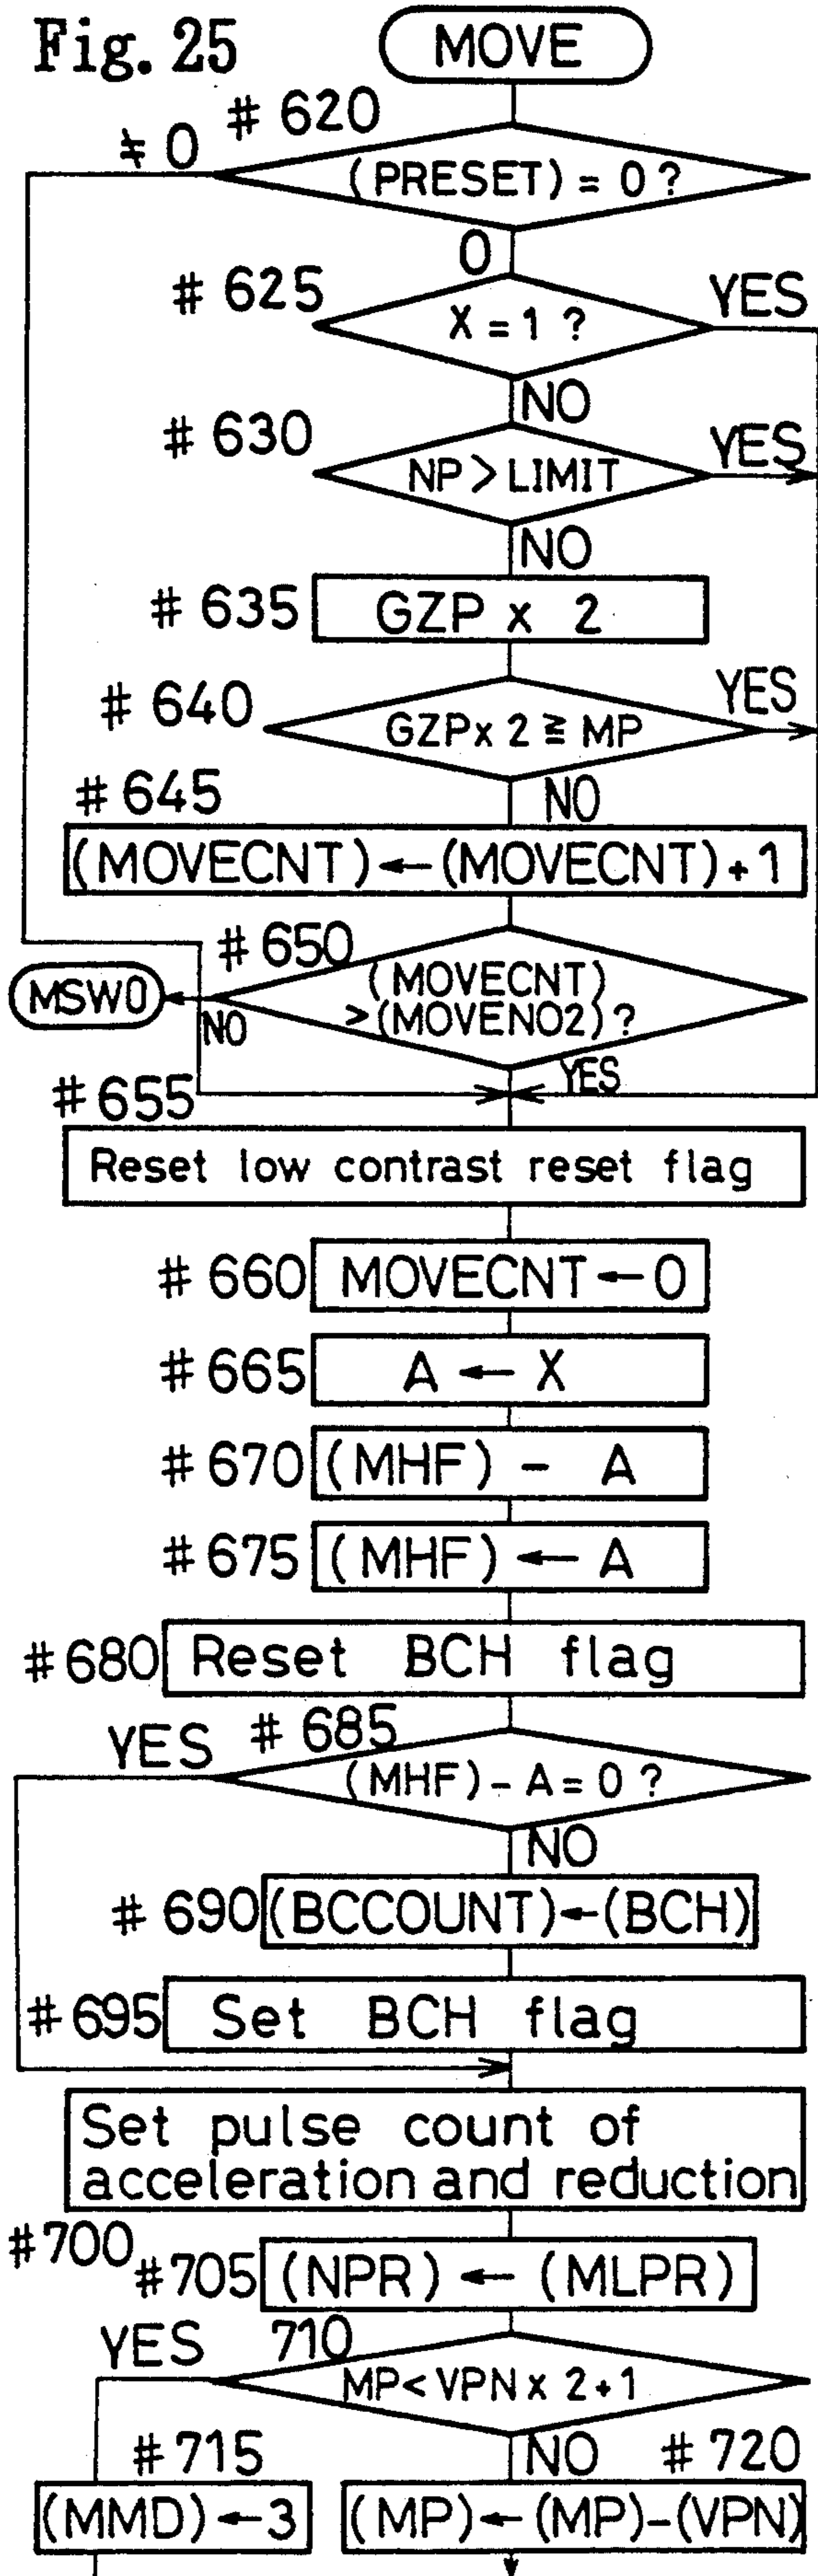 Fig. 25
MOVE
# 620
≠ 0
(PRESET) = 0 ?
0
# 625
X = 1 ?
YES
NO
# 630
NP > LIMIT
YES
NO
# 635
GZP x 2
# 640
GZP x 2 ≧ MP
YES
NO
# 645
(MOVECNT) ← (MOVECNT) + 1
# 650
(MOVECNT)
> (MOVENO2) ?
MSW0
NO
YES
# 655
Reset low contrast reset flag
# 660
MOVECNT ← 0
# 665
A ← X
# 670
(MHF) - A
# 675
(MHF) ← A
# 680
Reset BCH flag
YES
# 685
(MHF) - A = 0 ?
NO
# 690
(BCCOUNT) ← (BCH)
# 695
Set BCH flag
Set pulse count of
acceleration and reduction
#700
#705
(NPR) ← (MLPR)
YES
710
MP < VPN x 2 + 1
# 715
NO
# 720
(MMD) ← 3
(MP) ← (MP) - (VPN)